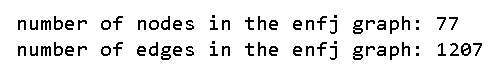 number of nodes in the enfj graph: 77
number of edges in the enfj graph: 1207